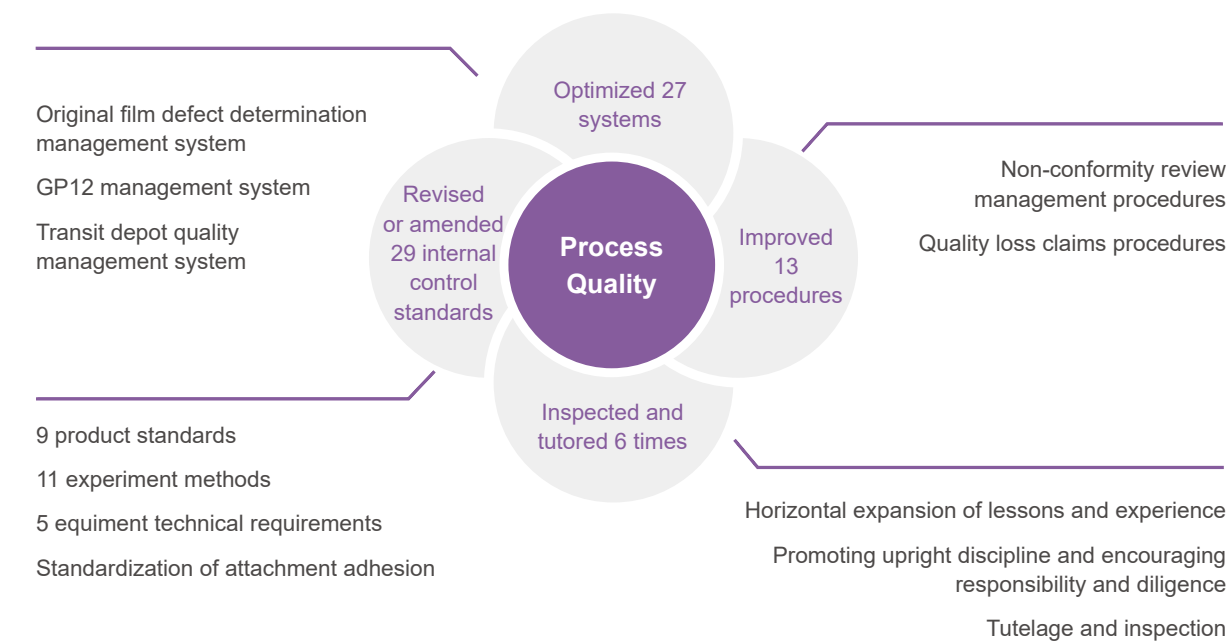 Optimized 27
systems
Original film defect determination
management system
GP12 management system
Transit depot quality
management system
Revised
or amended
29 internal
control
standards
Process
Quality
Improved
13
procedures
Non-conformity review
management procedures
Quality loss claims procedures
Inspected and
tutored 6 times
9 product standards
11 experiment methods
5 equiment technical requirements
Standardization of attachment adhesion
Horizontal expansion of lessons and experience
Promoting upright discipline and encouraging
responsibility and diligence
Tutelage and inspection